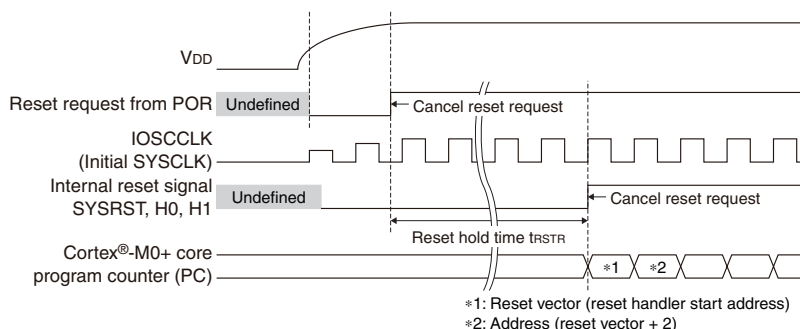 VDD
Reset request from POR
Undefined
Cancel reset request
IOSCCLK
(Initial SYSCLK)
Internal reset signal
SYSRST, H0, H1
Undefined
Cancel reset request
Reset hold time tRSTR
Cortex®-M0+ core
program counter (PC)
*1
*2
*1: Reset vector (reset handler start address)
*2: Address (reset vector + 2)